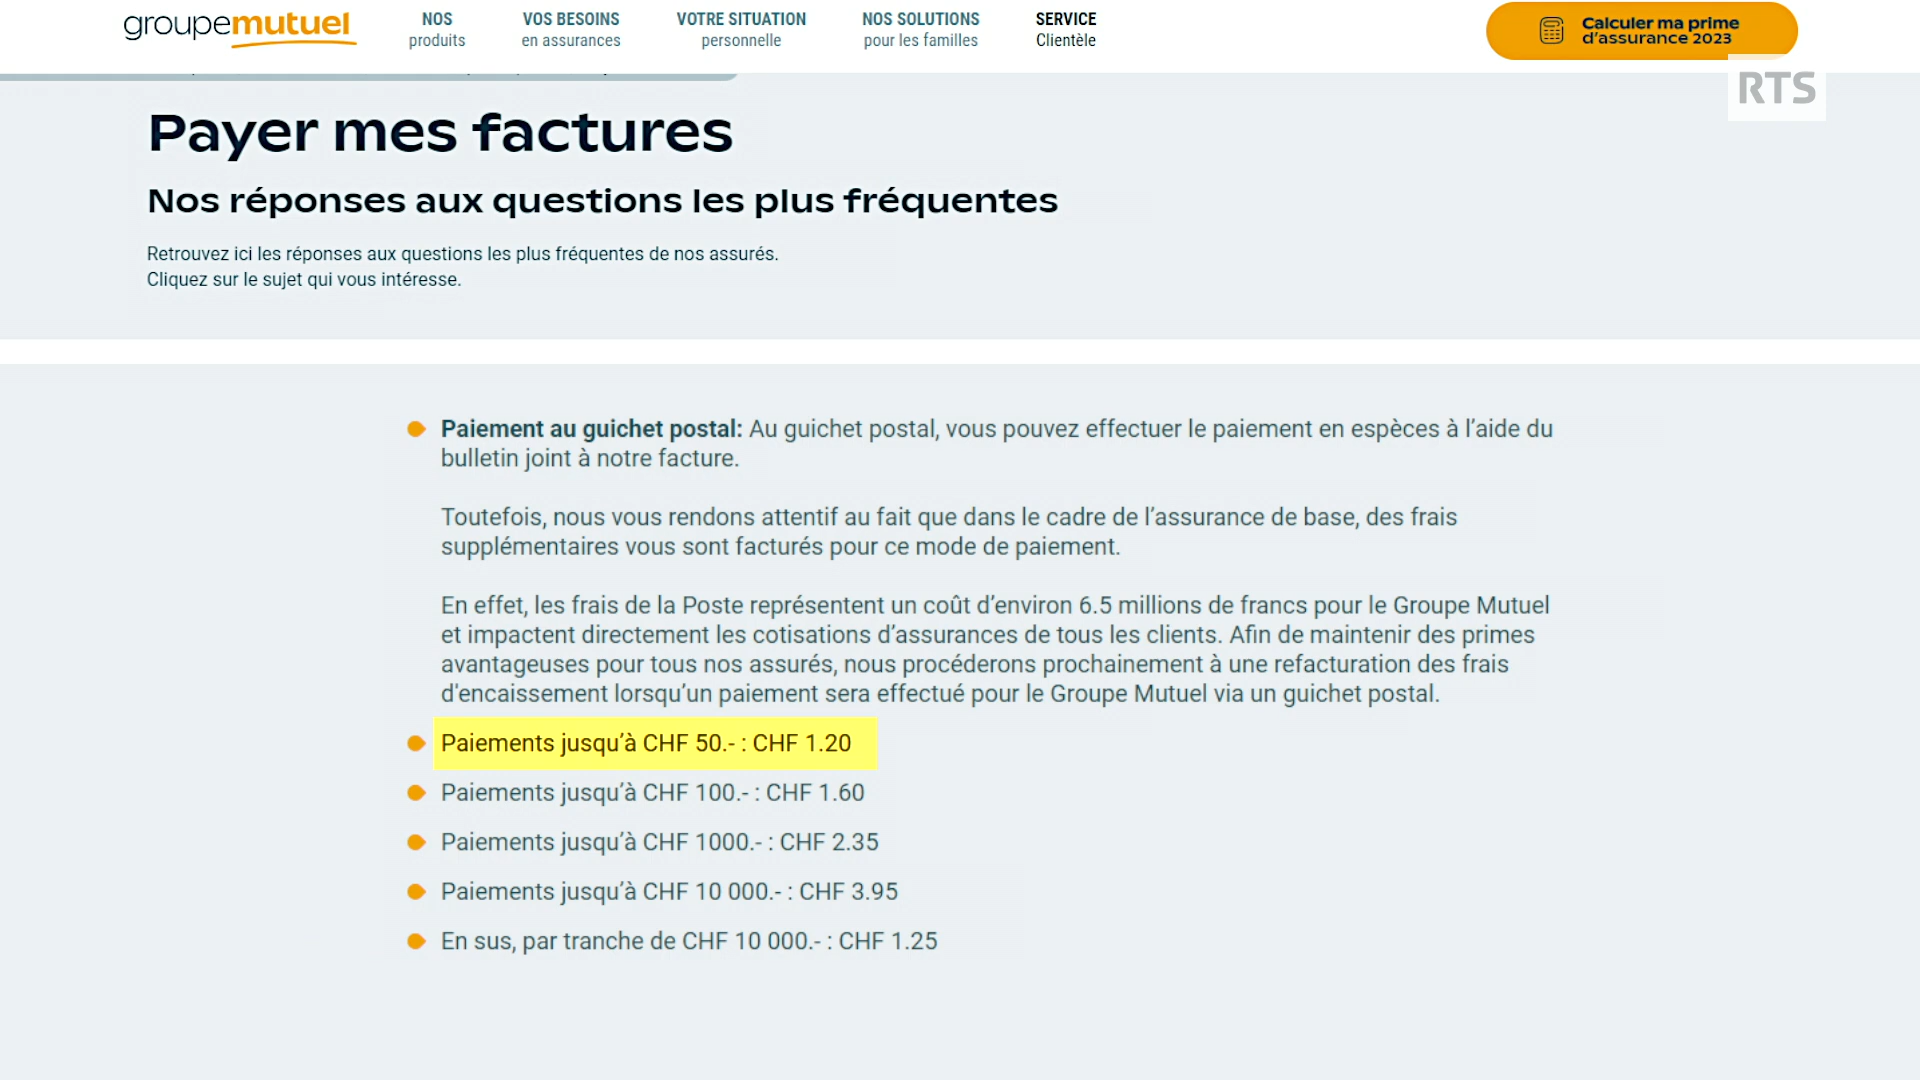 groupemutuel
NOS
produits
VOS BESOINS
en assurances
VOTRE SITUATION
personnelle
NOS SOLUTIONS
pour les familles
SERVICE
Clientèle
Calculer ma prime
d'assurance 2023
RTS
Payer mes factures
Nos réponses aux questions les plus fréquentes
Retrouvez ici les réponses aux questions les plus fréquentes de nos assurés.
Cliquez sur le sujet qui vous intéresse.
Paiement au guichet postal: Au guichet postal, vous pouvez effectuer le paiement en espèces à l’aide du
bulletin joint à notre facture.
Toutefois, nous vous rendons attentif au fait que dans le cadre de l’assurance de base, des frais
supplémentaires vous sont facturés pour ce mode de paiement.
En effet, les frais de la Poste représentent un coût d’environ 6.5 millions de francs pour le Groupe Mutuel
et impactent directement les cotisations d’assurances de tous les clients. Afin de maintenir des primes
avantageuses pour tous nos assurés, nous procéderons prochainement à une refacturation des frais
d'encaissement lorsqu’un paiement sera effectué pour le Groupe Mutuel via un guichet postal.
Paiements jusqu’à CHF 50.- : CHF 1.20
Paiements jusqu’à CHF 100.- : CHF 1.60
Paiements jusqu’à CHF 1000.- : CHF 2.35
Paiements jusqu’à CHF 10 000.- : CHF 3.95
En sus, par tranche de CHF 10 000.- : CHF 1.25